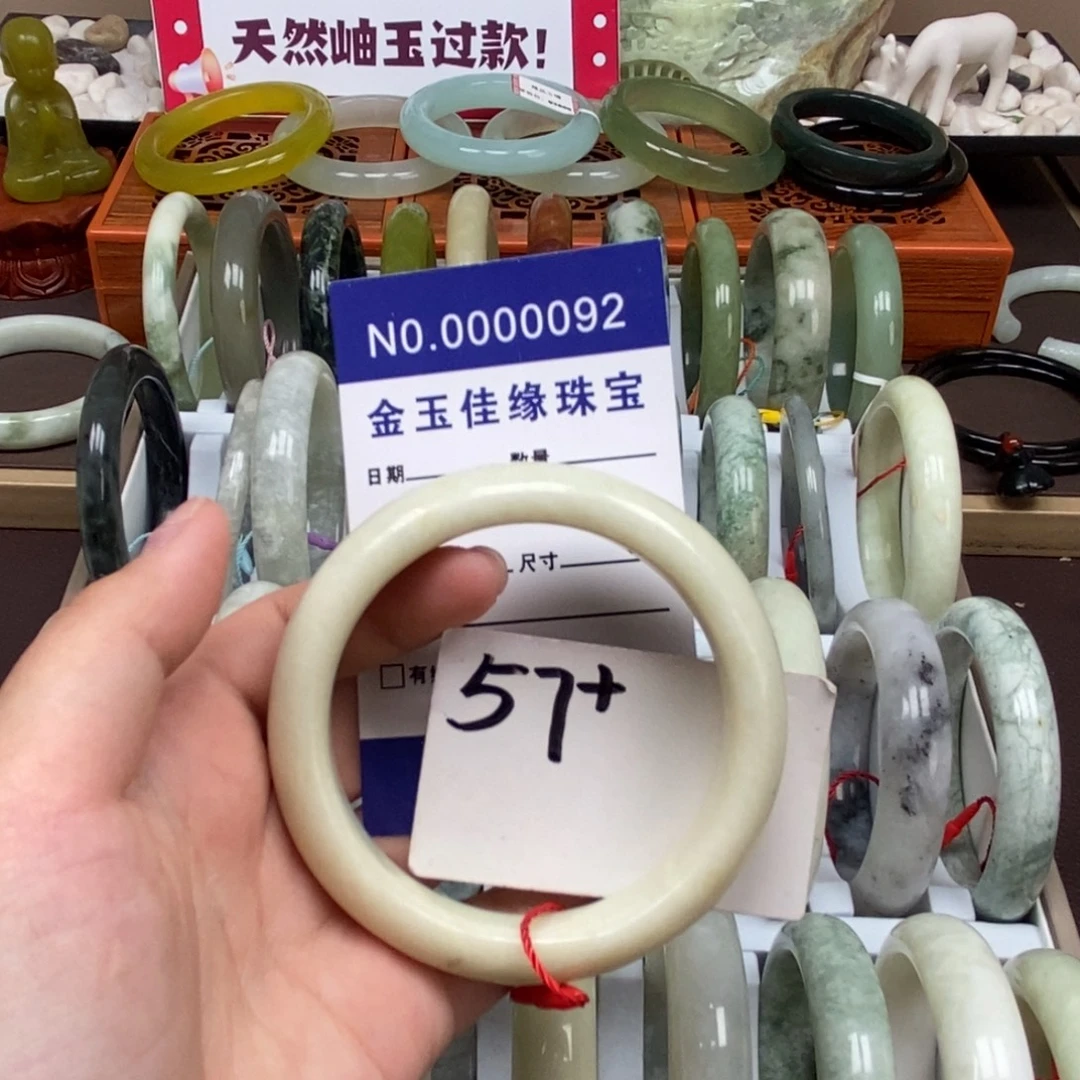 天然岫玉过款!
N0.0000092
金玉佳缘珠宝
日期 数量
尺寸
□有
57+